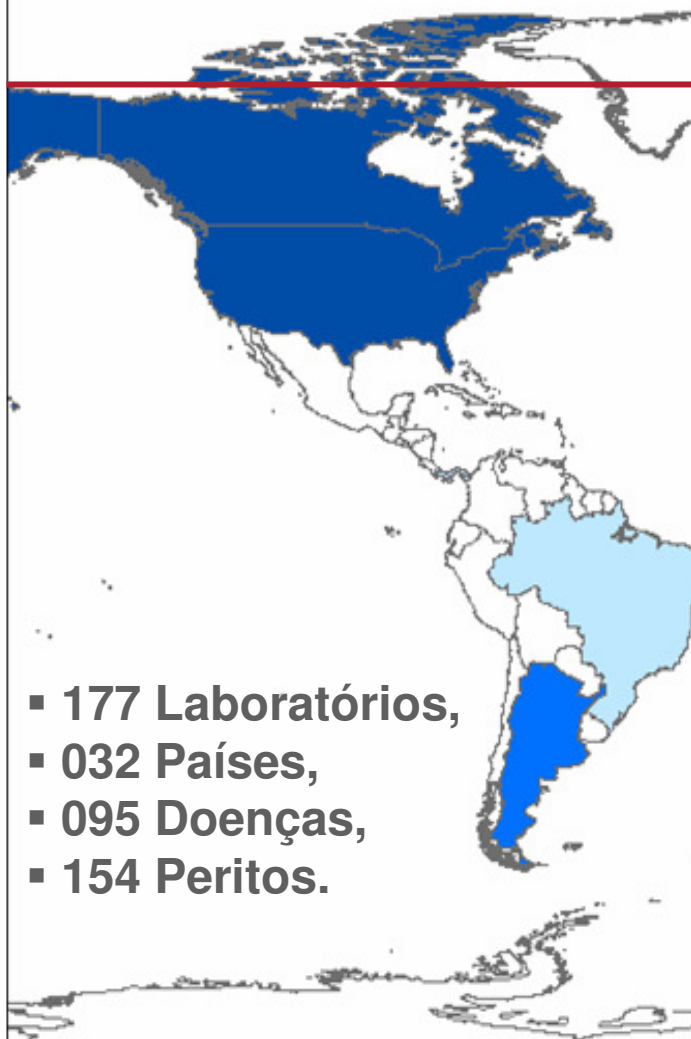 ▪ 177 Laboratórios,
▪ 032 Países,
▪ 095 Doenças,
▪ 154 Peritos.